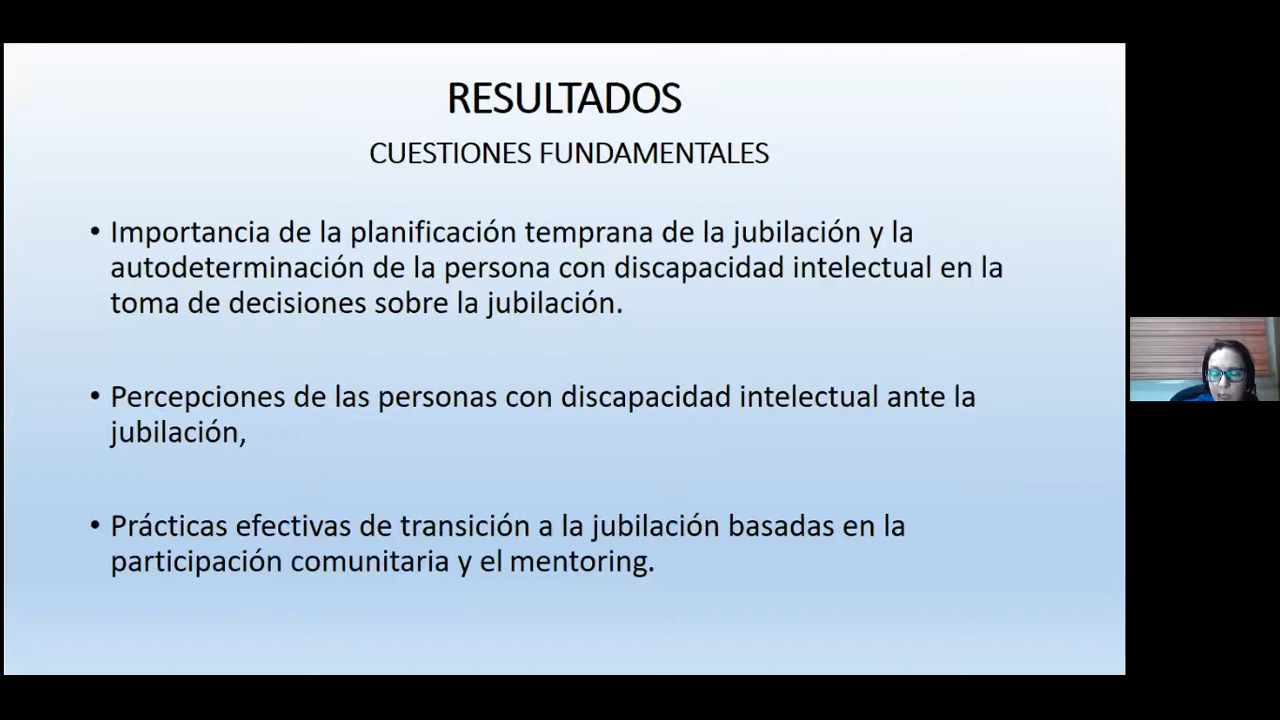 RESULTADOS
CUESTIONES FUNDAMENTALES
• Importancia de la planificación temprana de la jubilación y la
autodeterminación de la persona con discapacidad intelectual en la
toma de decisiones sobre la jubilación.
• Percepciones de las personas con discapacidad intelectual ante la
jubilación,
• Prácticas efectivas de transición a la jubilación basadas en la
participación comunitaria y el mentoring.